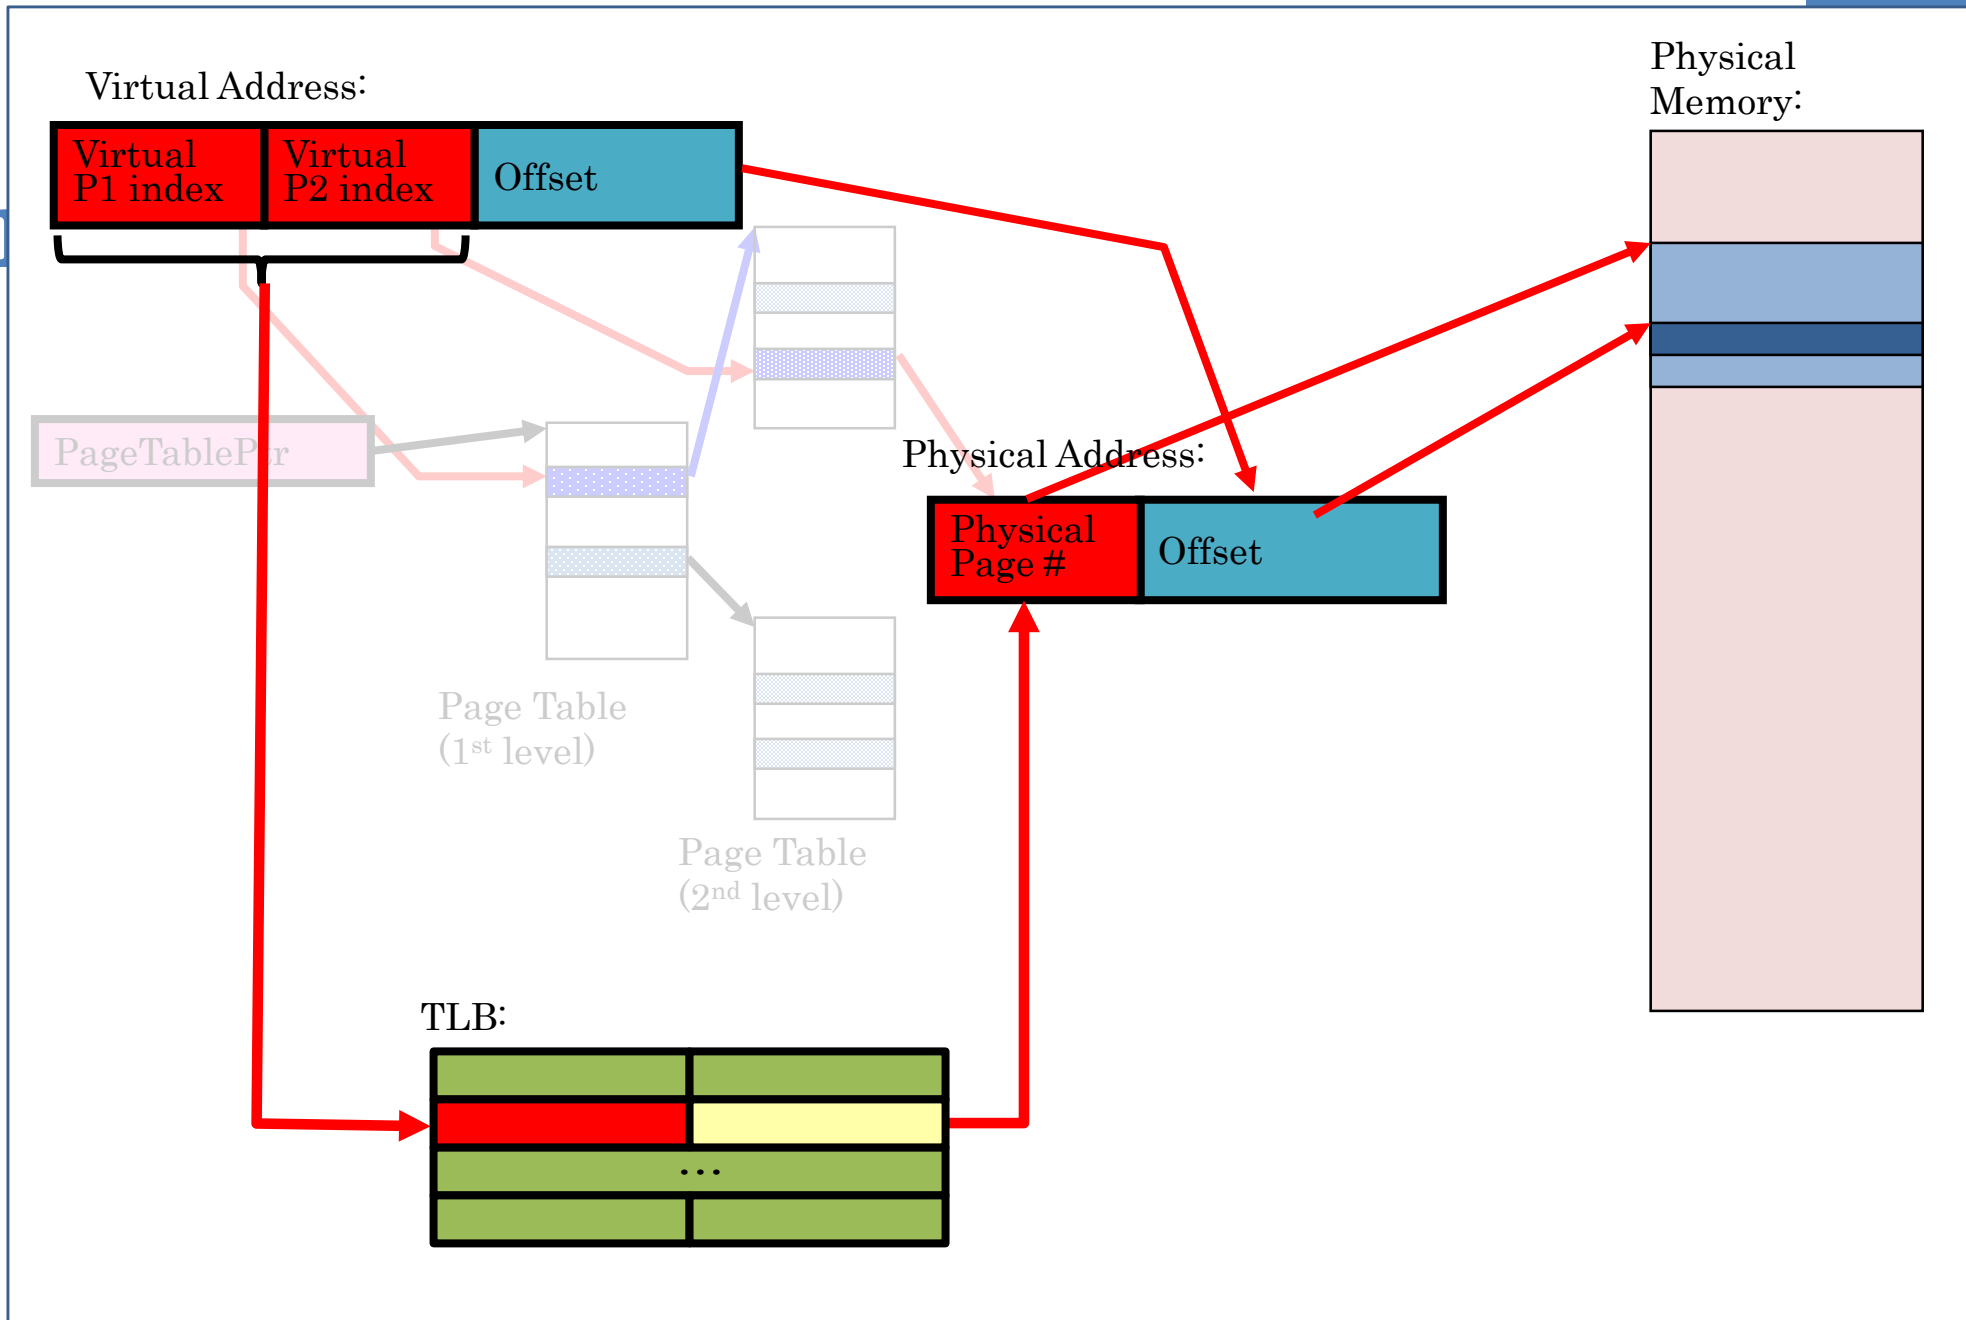 Virtual Address:
Physical
Memory:
Virtual
P1 index
Virtual
P2 index
Offset
PageTablePtr
Physical Address:
Physical
Page #
Offset
Page Table
(1st level)
Page Table
(2nd level)
TLB:
...